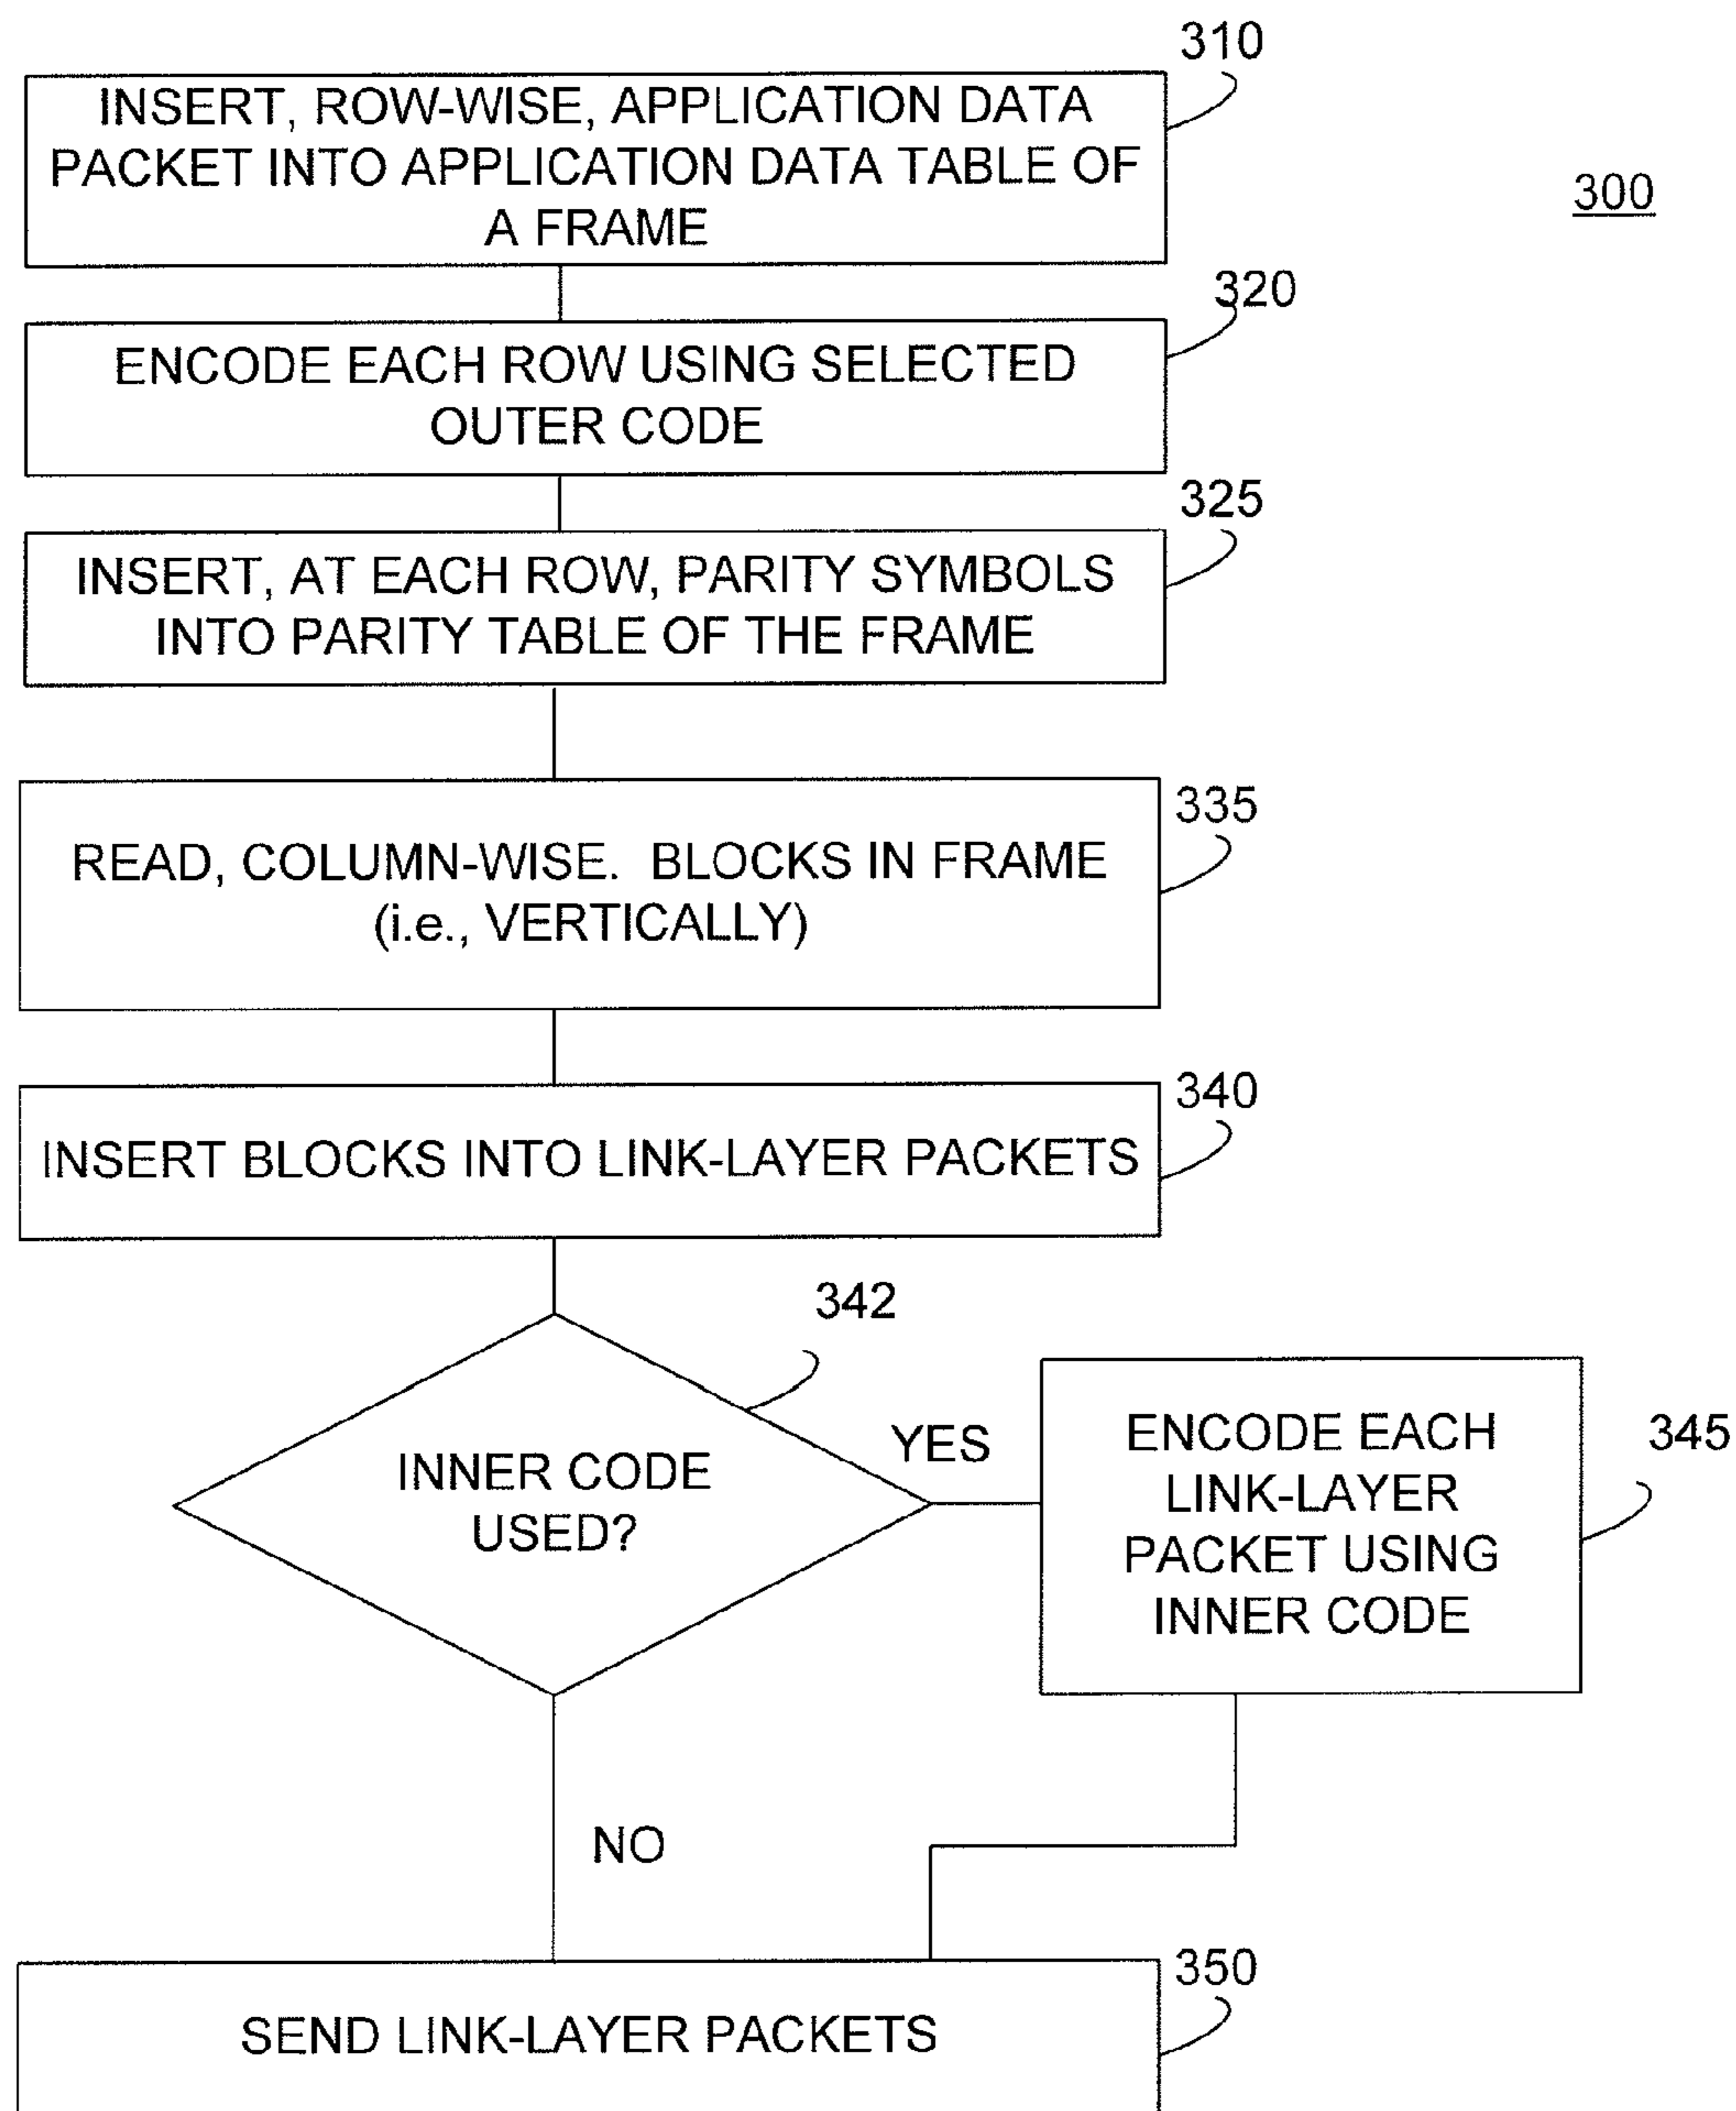 310
INSERT, ROW-WISE, APPLICATION DATA
PACKET INTO APPLICATION DATA TABLE OF
A FRAME
300
320
ENCODE EACH ROW USING SELECTED
OUTER CODE
325
INSERT, AT EACH ROW, PARITY SYMBOLS
INTO PARITY TABLE OF THE FRAME
335
READ, COLUMN-WISE. BLOCKS IN FRAME
(i.e., VERTICALLY)
340
INSERT BLOCKS INTO LINK-LAYER PACKETS
342
INNER CODE
USED?
YES
ENCODE EACH
LINK-LAYER
PACKET USING
INNER CODE
345
NO
350
SEND LINK-LAYER PACKETS